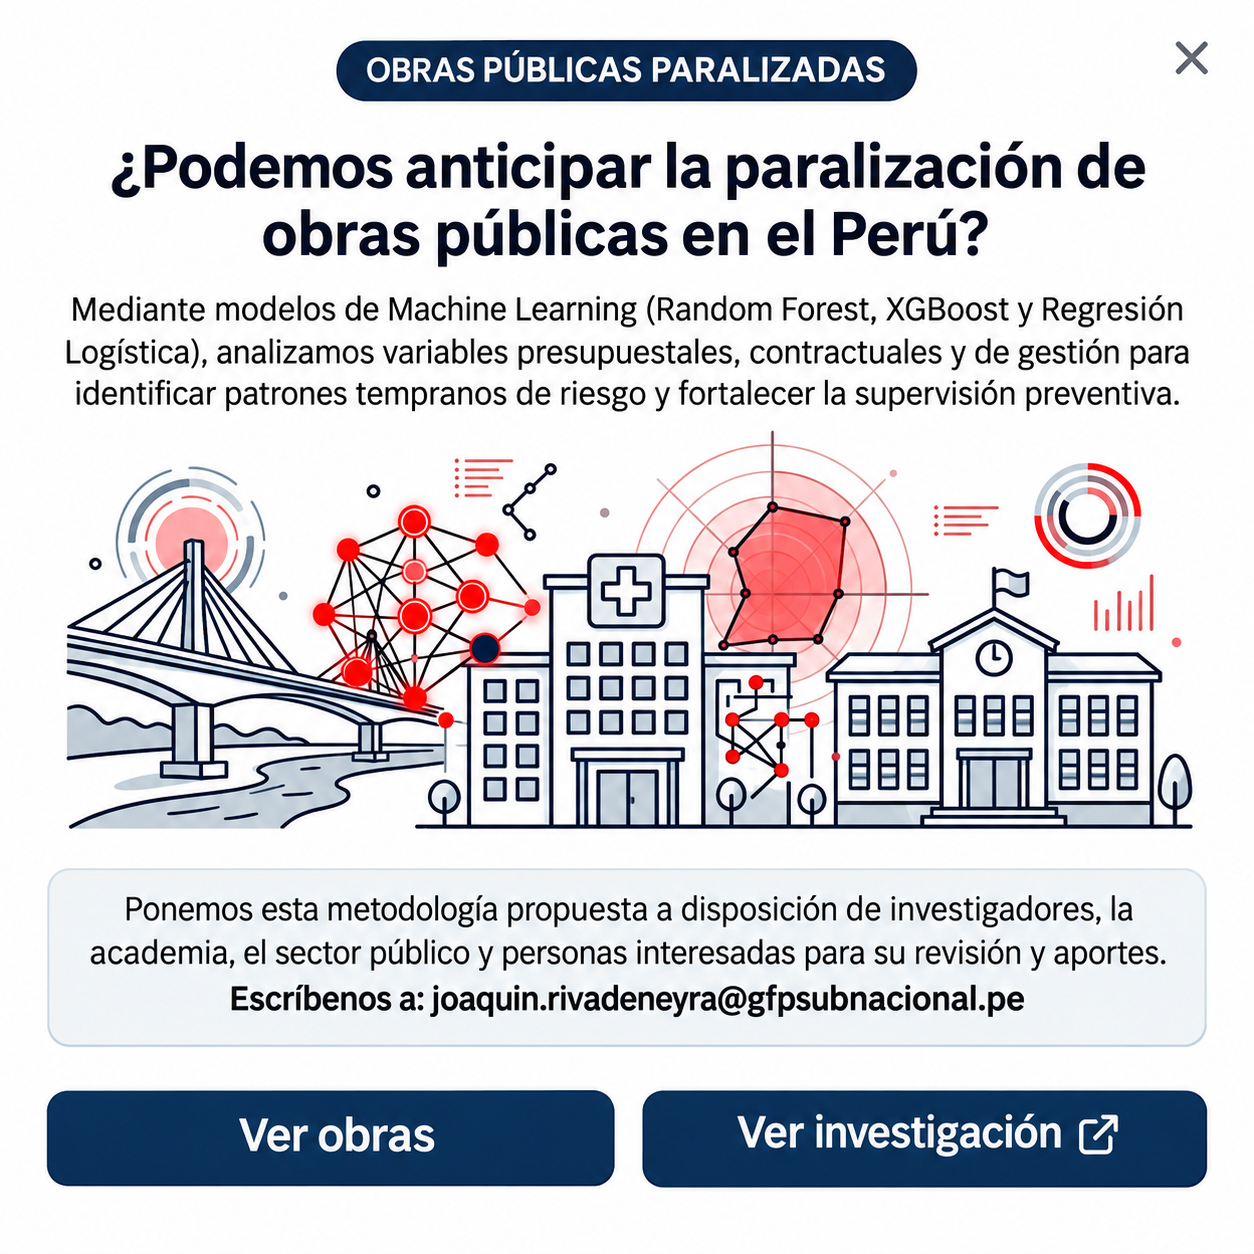 OBRAS PÚBLICAS PARALIZADAS
¿Podemos anticipar la paralización de
obras públicas en el Perú?
Mediante modelos de Machine Learning (Random Forest, XGBoost y Regresión
Logística), analizamos variables presupuestales, contractuales y de gestión para
identificar patrones tempranos de riesgo y fortalecer la supervisión preventiva.
Ponemos esta metodología propuesta a disposición de investigadores, la
academia, el sector público y personas interesadas para su revisión y aportes.
Escríbenos a: joaquin.rivadeneyra@gfpsubnacional.pe
Ver obras
Ver investigación